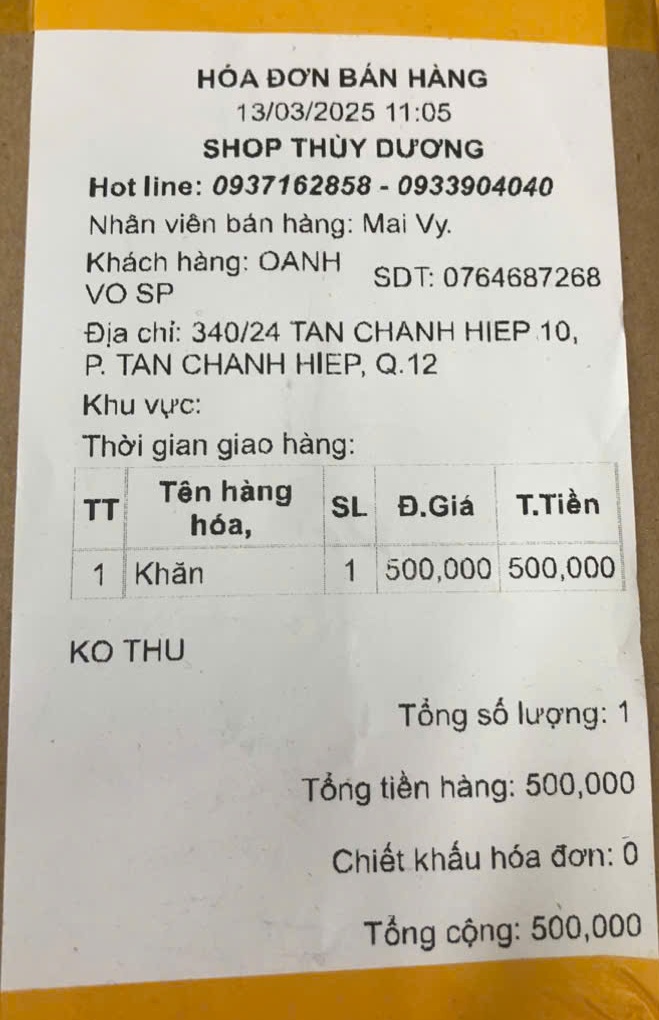 HÓA ĐƠN BÁN HÀNG
13/03/2025 11:05
SHOP THÙY DƯƠNG
Hot line: 0937162858 - 0933904040
Nhân viên bán hàng: Mai Vy.
Khách hàng: OANH VO SP SDT: 0764687268
Địa chỉ: 340/24 TAN CHANH HIEP 10,
P. TAN CHANH HIEP, Q.12
Khu vực:
Thời gian giao hàng:
TT Tên hàng hóa, SL Đ.Giá T.Tiền
1 Khăn 1 500,000 500,000
KO THU
Tổng số lượng: 1
Tổng tiền hàng: 500,000
Chiết khấu hóa đơn: 0
Tổng cộng: 500,000